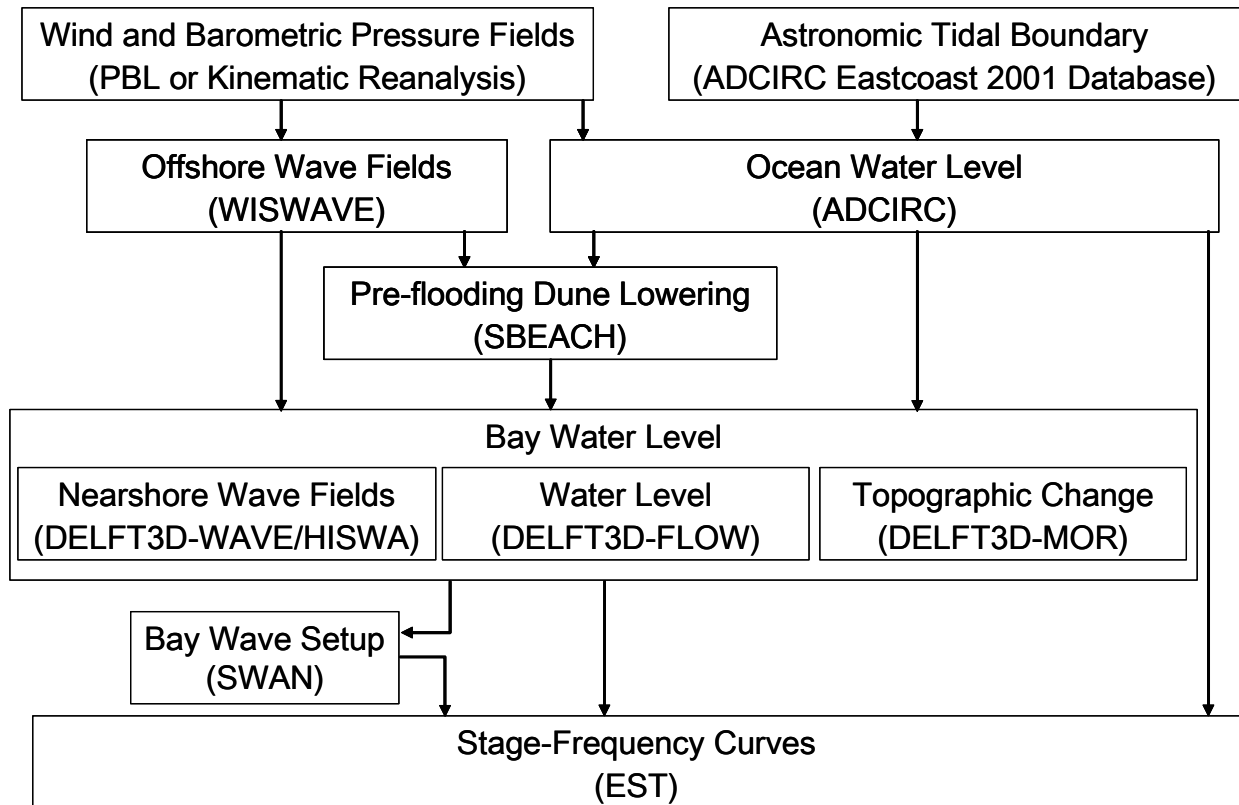 Wind and Barometric Pressure Fields
(PBL or Kinematic Reanalysis)
Astronomic Tidal Boundary
(ADCIRC Eastcoast 2001 Database)
Offshore Wave Fields
(WISWAVE)
Ocean Water Level
(ADCIRC)
Pre-flooding Dune Lowering
(SBEACH)
Bay Water Level
Nearshore Wave Fields
(DELFT3D-WAVE/HISWA)
Water Level
(DELFT3D-FLOW)
Topographic Change
(DELFT3D-MOR)
Bay Wave Setup
(SWAN)
Stage-Frequency Curves
(EST)